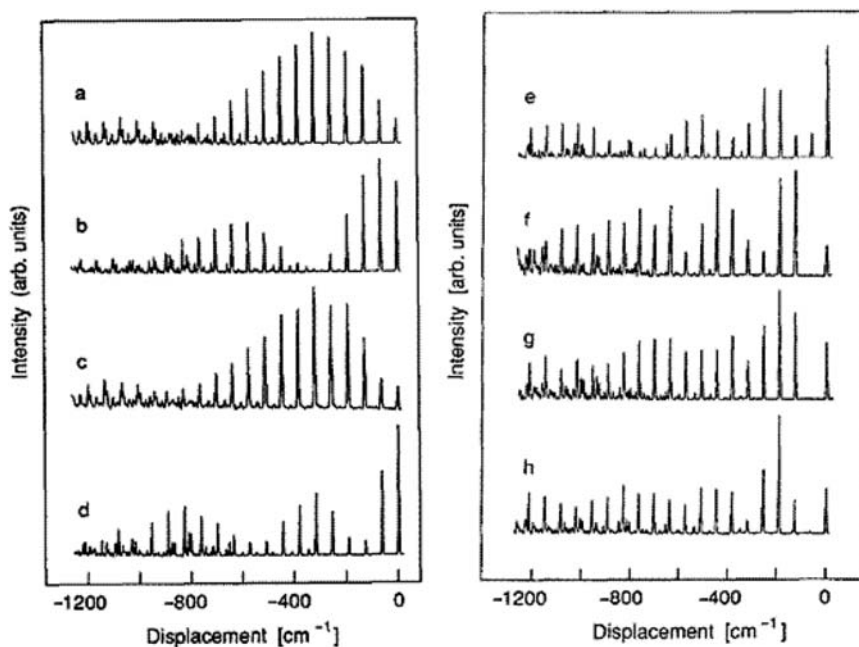 a
b
c
d
Intensity (arb. units)
-1200 -800 -400 0
Displacement [cm⁻¹]
e
f
g
h
Intensity [arb. units]
-1200 -800 -400 0
Displacement [cm⁻¹]